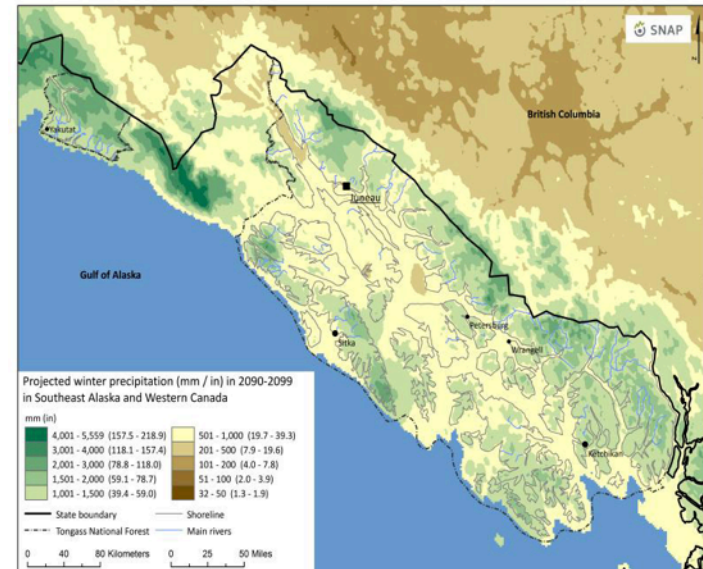 SNAP
British Columbia
Yakutat
Juneau
Gulf of Alaska
Petersburg
Sitka
Wrangell
Ketchikan
Projected winter precipitation (mm / in) in 2090-2099
in Southeast Alaska and Western Canada
mm (in)
4,001 - 5,559 (157.5 - 218.9)
3,001 - 4,000 (118.1 - 157.4)
2,001 - 3,000 (78.8 - 118.0)
1,501 - 2,000 (59.1 - 78.7)
1,001 - 1,500 (39.4 - 59.0)
501 - 1,000 (19.7 - 39.3)
201 - 500 (7.9 - 19.6)
101 - 200 (4.0 - 7.8)
51 - 100 (2.0 - 3.9)
32 - 50 (1.3 - 1.9)
State boundary
Shoreline
Tongass National Forest
Main rivers
0 20 40 80 Kilometers
0 25 50 Miles